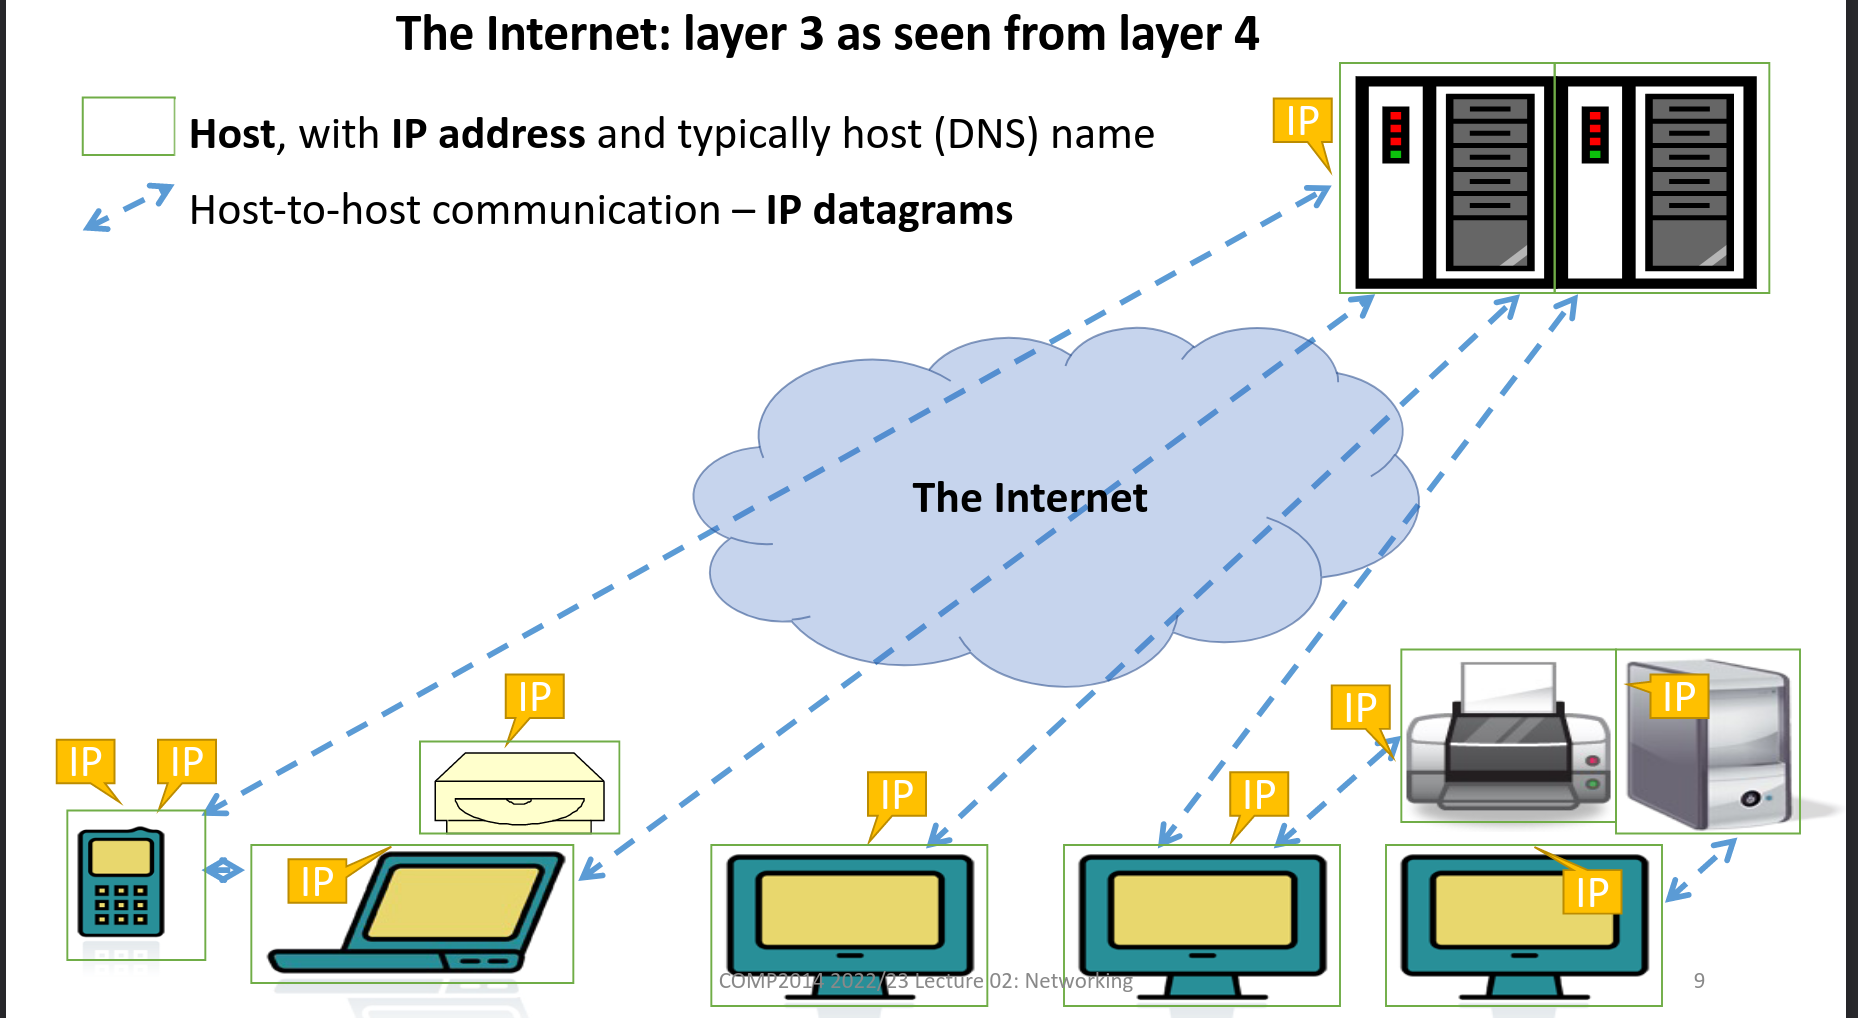 The Internet: layer 3 as seen from layer 4
Host, with IP address and typically host (DNS) name
Host-to-host communication – IP datagrams
IP
The Internet
IP
IP
IP
IP
IP
IP
IP
IP
IP
IP
COMP2014 2022/23 Lecture 02: Networking
9